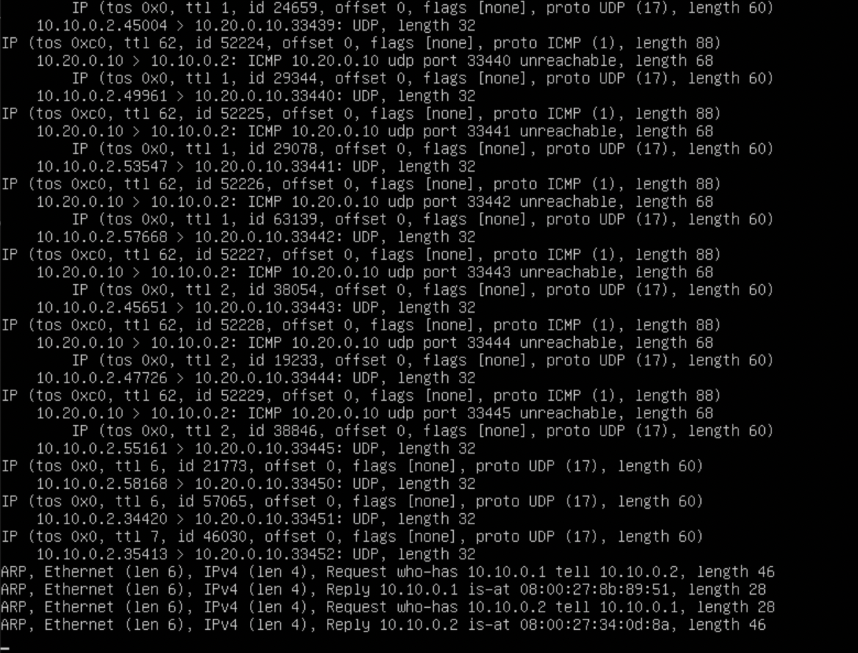 IP (tos 0x0, ttl 1, id 24659, offset 0, flags [none], proto UDP (17), length 60)
10.10.0.2.45004 > 10.20.0.10.33439: UDP, length 32
IP (tos 0xc0, ttl 62, id 52224, offset 0, flags [none], proto ICMP (1), length 88)
10.20.0.10 > 10.10.0.2: ICMP 10.20.0.10 udp port 33440 unreachable, length 68
IP (tos 0x0, ttl 1, id 29344, offset 0, flags [none], proto UDP (17), length 60)
10.10.0.2.49961 > 10.20.0.10.33440: UDP, length 32
IP (tos 0xc0, ttl 62, id 52225, offset 0, flags [none], proto ICMP (1), length 88)
10.20.0.10 > 10.10.0.2: ICMP 10.20.0.10 udp port 33441 unreachable, length 68
IP (tos 0x0, ttl 1, id 29078, offset 0, flags [none], proto UDP (17), length 60)
10.10.0.2.53547 > 10.20.0.10.33441: UDP, length 32
IP (tos 0xc0, ttl 62, id 52226, offset 0, flags [none], proto ICMP (1), length 88)
10.20.0.10 > 10.10.0.2: ICMP 10.20.0.10 udp port 33442 unreachable, length 68
IP (tos 0x0, ttl 1, id 63139, offset 0, flags [none], proto UDP (17), length 60)
10.10.0.2.57668 > 10.20.0.10.33442: UDP, length 32
IP (tos 0xc0, ttl 62, id 52227, offset 0, flags [none], proto ICMP (1), length 88)
10.20.0.10 > 10.10.0.2: ICMP 10.20.0.10 udp port 33443 unreachable, length 68
IP (tos 0x0, ttl 2, id 38054, offset 0, flags [none], proto UDP (17), length 60)
10.10.0.2.45651 > 10.20.0.10.33443: UDP, length 32
IP (tos 0xc0, ttl 62, id 52228, offset 0, flags [none], proto ICMP (1), length 88)
10.20.0.10 > 10.10.0.2: ICMP 10.20.0.10 udp port 33444 unreachable, length 68
IP (tos 0x0, ttl 2, id 19233, offset 0, flags [none], proto UDP (17), length 60)
10.10.0.2.47726 > 10.20.0.10.33444: UDP, length 32
IP (tos 0xc0, ttl 62, id 52229, offset 0, flags [none], proto ICMP (1), length 88)
10.20.0.10 > 10.10.0.2: ICMP 10.20.0.10 udp port 33445 unreachable, length 68
IP (tos 0x0, ttl 2, id 38846, offset 0, flags [none], proto UDP (17), length 60)
10.10.0.2.55161 > 10.20.0.10.33445: UDP, length 32
IP (tos 0x0, ttl 6, id 21773, offset 0, flags [none], proto UDP (17), length 60)
10.10.0.2.58168 > 10.20.0.10.33450: UDP, length 32
IP (tos 0x0, ttl 6, id 57065, offset 0, flags [none], proto UDP (17), length 60)
10.10.0.2.34420 > 10.20.0.10.33451: UDP, length 32
IP (tos 0x0, ttl 7, id 46030, offset 0, flags [none], proto UDP (17), length 60)
10.10.0.2.35413 > 10.20.0.10.33452: UDP, length 32
ARP, Ethernet (len 6), IPv4 (len 4), Request who-has 10.10.0.1 tell 10.10.0.2, length 46
ARP, Ethernet (len 6), IPv4 (len 4), Reply 10.10.0.1 is-at 08:00:27:8b:89:51, length 28
ARP, Ethernet (len 6), IPv4 (len 4), Request who-has 10.10.0.2 tell 10.10.0.1, length 28
ARP, Ethernet (len 6), IPv4 (len 4), Reply 10.10.0.2 is-at 08:00:27:34:0d:8a, length 46